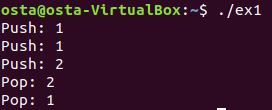 osta@osta-VirtualBox:~$ ./ex1
Push: 1
Push: 1
Push: 2
Pop: 2
Pop: 1